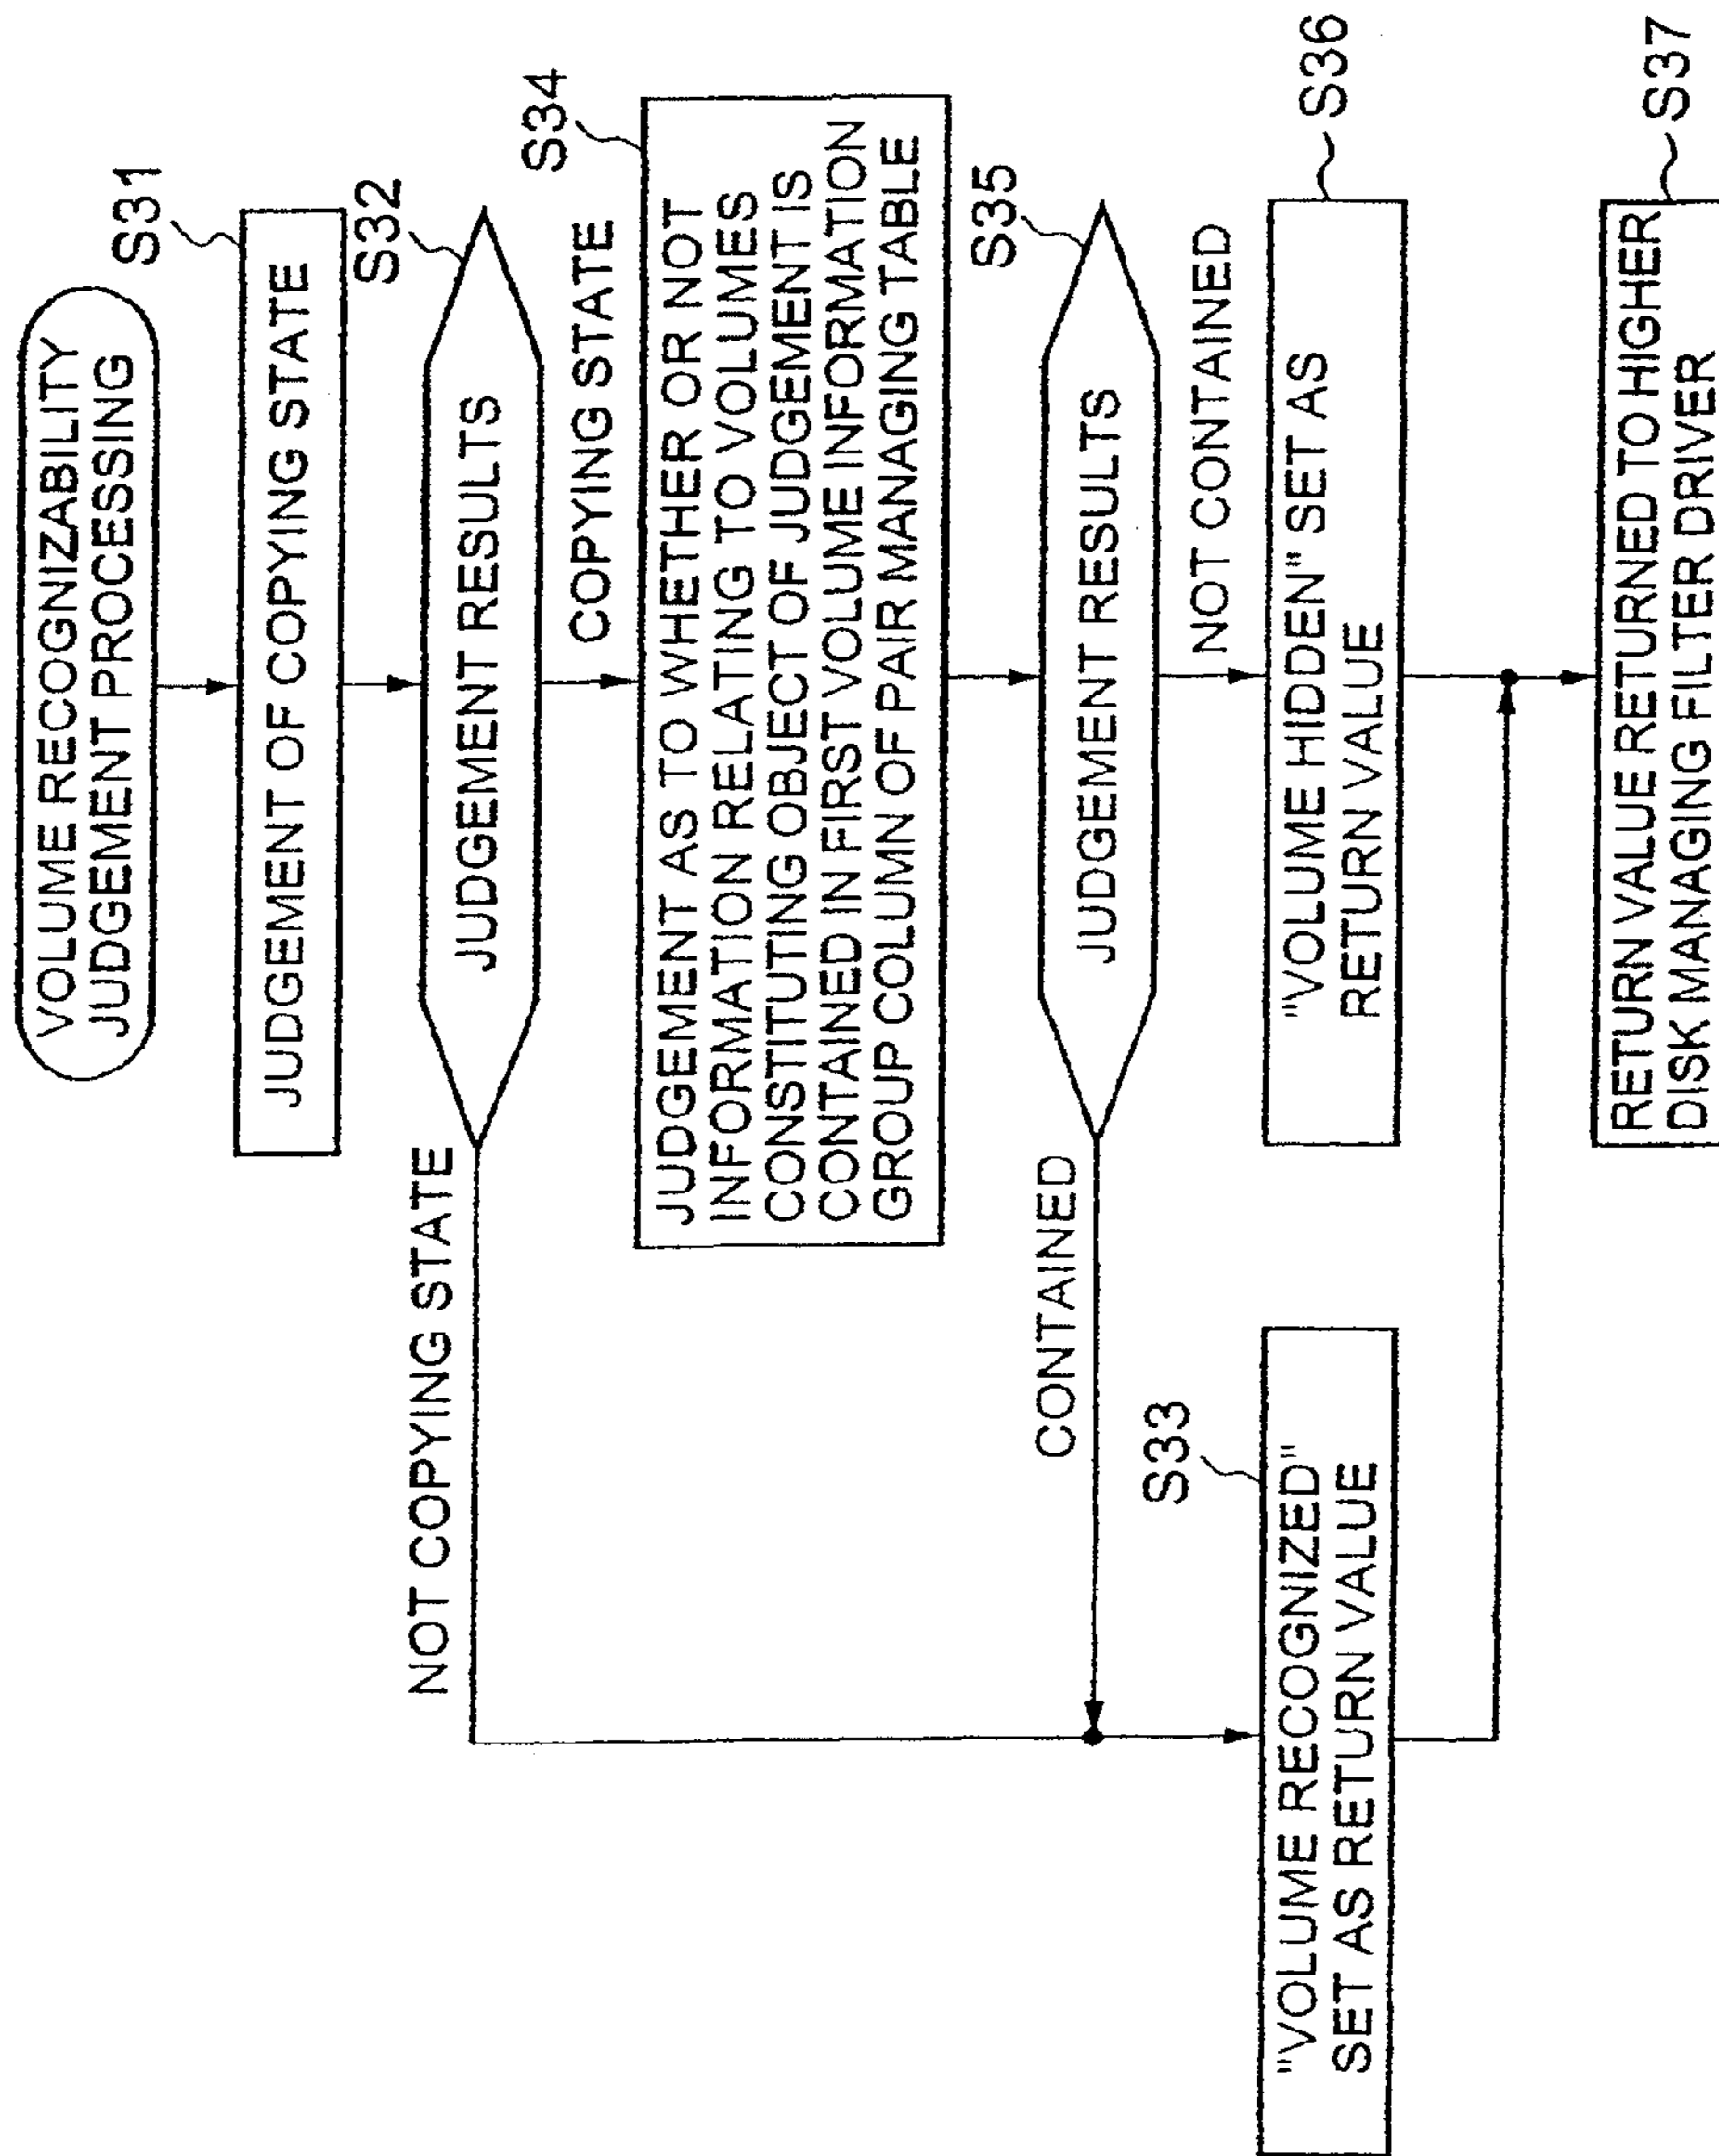 VOLUME RECOGNIZABILITY
JUDGEMENT PROCESSING
S31
JUDGEMENT OF COPYING STATE
S32
JUDGEMENT RESULTS
NOT COPYING STATE
COPYING STATE
S34
JUDGEMENT AS TO WHETHER OR NOT
INFORMATION RELATING TO VOLUMES
CONSTITUTING OBJECT OF JUDGEMENT IS
CONTAINED IN FIRST VOLUME INFORMATION
GROUP COLUMN OF PAIR MANAGING TABLE
S35
JUDGEMENT RESULTS
CONTAINED
NOT CONTAINED
S33
"VOLUME RECOGNIZED"
SET AS RETURN VALUE
S36
"VOLUME HIDDEN" SET AS
RETURN VALUE
S37
RETURN VALUE RETURNED TO HIGHER
DISK MANAGING FILTER DRIVER